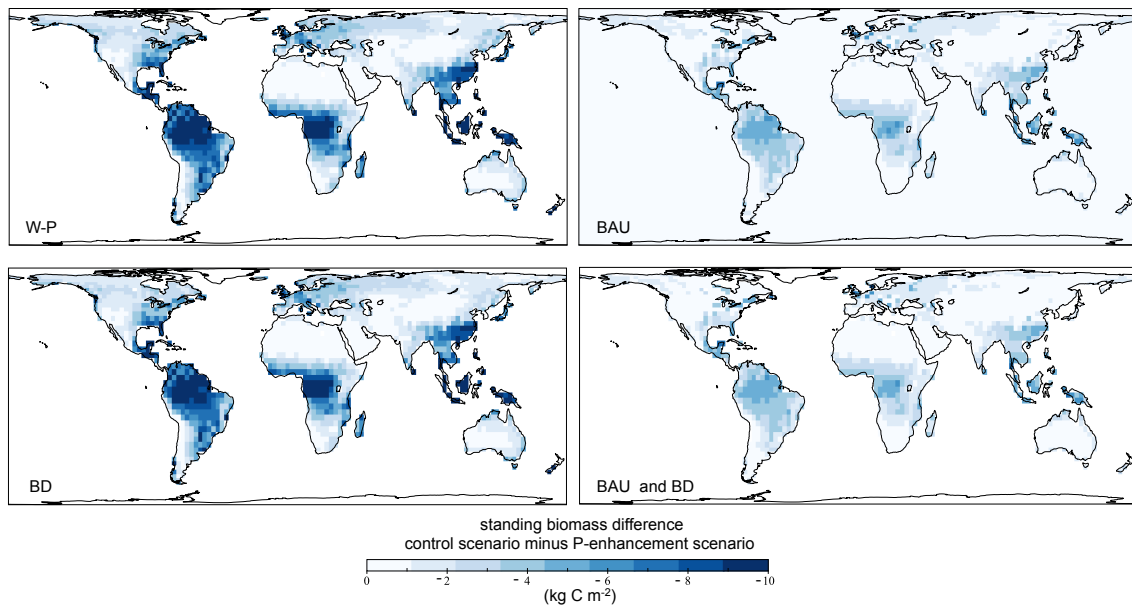 W-P
BAU
BD
BAU and BD
standing biomass difference
control scenario minus P-enhancement scenario
0 -2 -4 -6 -8 -10
(kg C m-2)